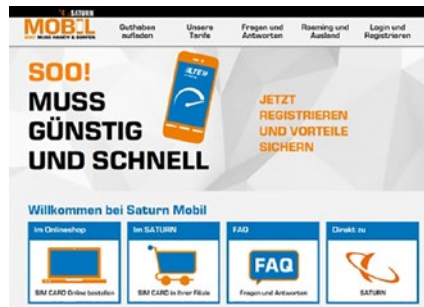 SATURN
MOBIL
SOO! MUSS HANDY & SURFEN
Guthaben aufladen
Unsere Tarife
Fragen und Antworten
Roaming und Ausland
Login und Registrieren
SOO!
MUSS
GÜNSTIG
UND SCHNELL
LTE
JETZT
REGISTRIEREN
UND VORTEILE
SICHERN
Willkommen bei Saturn Mobil
Im Onlineshop
SIM CARD Online bestellen
Im SATURN
SIM CARD in Ihrer Filiale
FAQ
FAQ
Fragen und Antworten
Direkt zu
SATURN